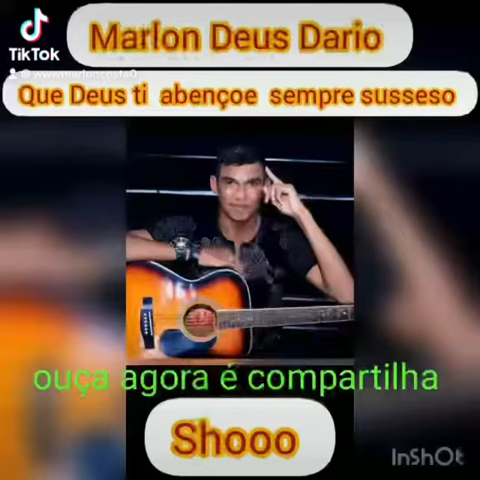 TikTok
Marlon Deus Dario
Que Deus ti abençoe sempre susseso
ouça agora é compartilha
Shooo
InShOt